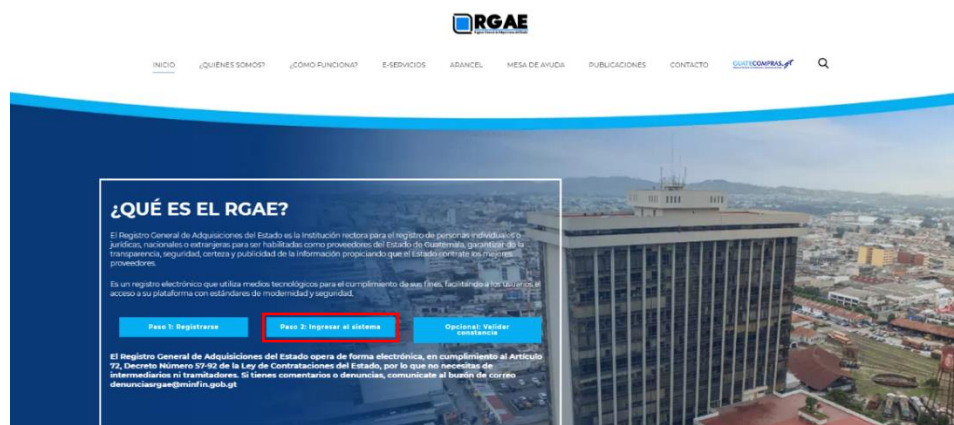 RGAE
Registro General de Adquisiciones del Estado
INICIO ¿QUIÉNES SOMOS? ¿CÓMO FUNCIONA? E-SERVICIOS ARANCEL MESA DE AYUDA PUBLICACIONES CONTACTO GUATECOMPRAS.gt
¿QUÉ ES EL RGAE?
El Registro General de Adquisiciones del Estado es la Institución rectora para el registro de personas individuales o
jurídicas, nacionales o extranjeras para ser habilitadas como proveedores del Estado de Guatemala, garantizar de la
transparencia, seguridad, certeza y publicidad de la información propiciando que el Estado contrate los mejores
proveedores.
Es un registro electrónico que utiliza medios tecnológicos para el cumplimiento de sus fines, facilitando a los usuarios el
acceso a su plataforma con estándares de modernidad y seguridad.
Paso 1: Registrarse
Paso 2: Ingresar al sistema
Opcional: Validar
constancia
El Registro General de Adquisiciones del Estado opera de forma electrónica, en cumplimiento al Artículo
72, Decreto Número 57-92 de la Ley de Contrataciones del Estado, por lo que no necesitas de
intermediarios ni tramitadores. Si tienes comentarios o denuncias, comunícate al buzón de correo
denunciasrgae@minfin.gob.gt